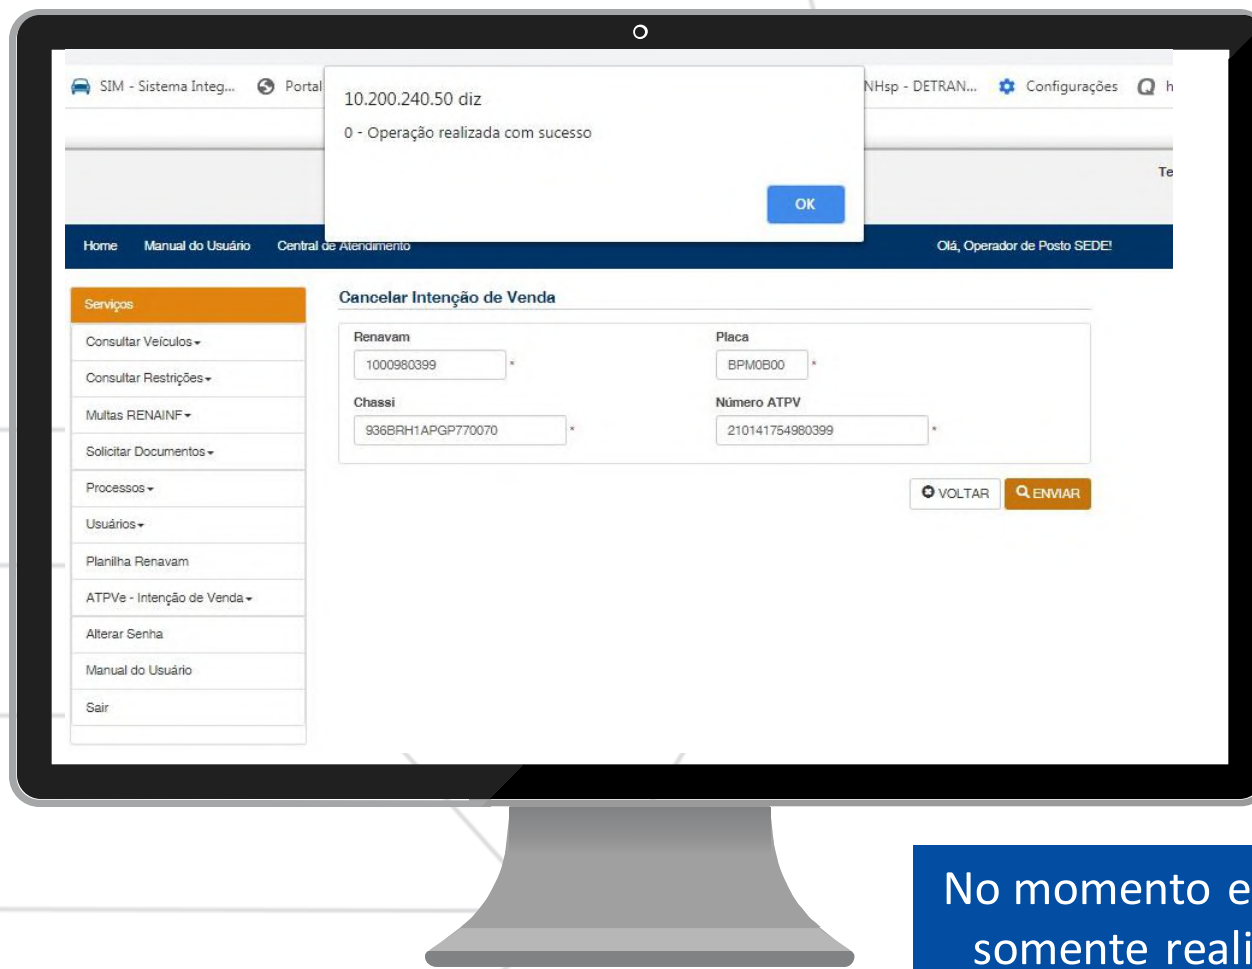 SIM - Sistema Integ... Portal NHsp - DETRAN... Configurações h
10.200.240.50 diz
0 - Operação realizada com sucesso
OK
Te
Home Manual do Usuário Central de Atendimento Olá, Operador de Posto SEDE!
Serviços
Consultar Veículos
Consultar Restrições
Multas RENAINF
Solicitar Documentos
Processos
Usuários
Planilha Renavam
ATPVe - Intenção de Venda
Alterar Senha
Manual do Usuário
Sair
Cancelar Intenção de Venda
Renavam Placa
1000980399 * BPM0B00 *
Chassi Número ATPV
936BRH1APGP770070 * 210141754980399 *
VOLTAR ENVIAR
No momento e
somente reali